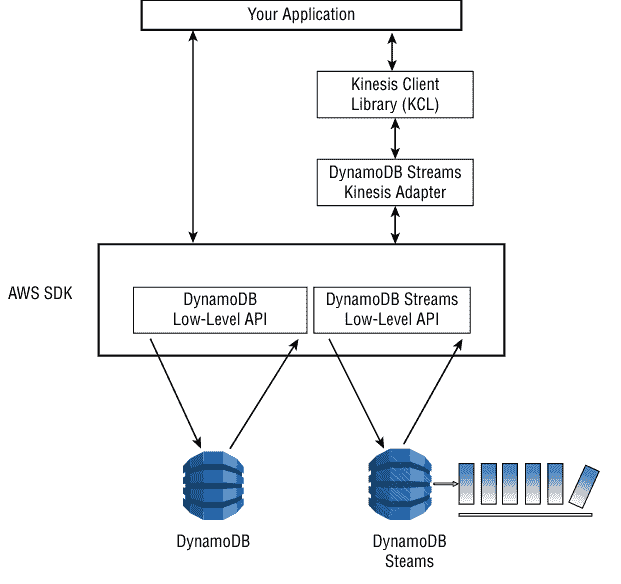 Your Application
Kinesis Client
Library (KCL)
DynamoDB Streams
Kinesis Adapter
AWS SDK
DynamoDB
Low-Level API
DynamoDB Streams
Low-Level API
DynamoDB
DynamoDB
Steams